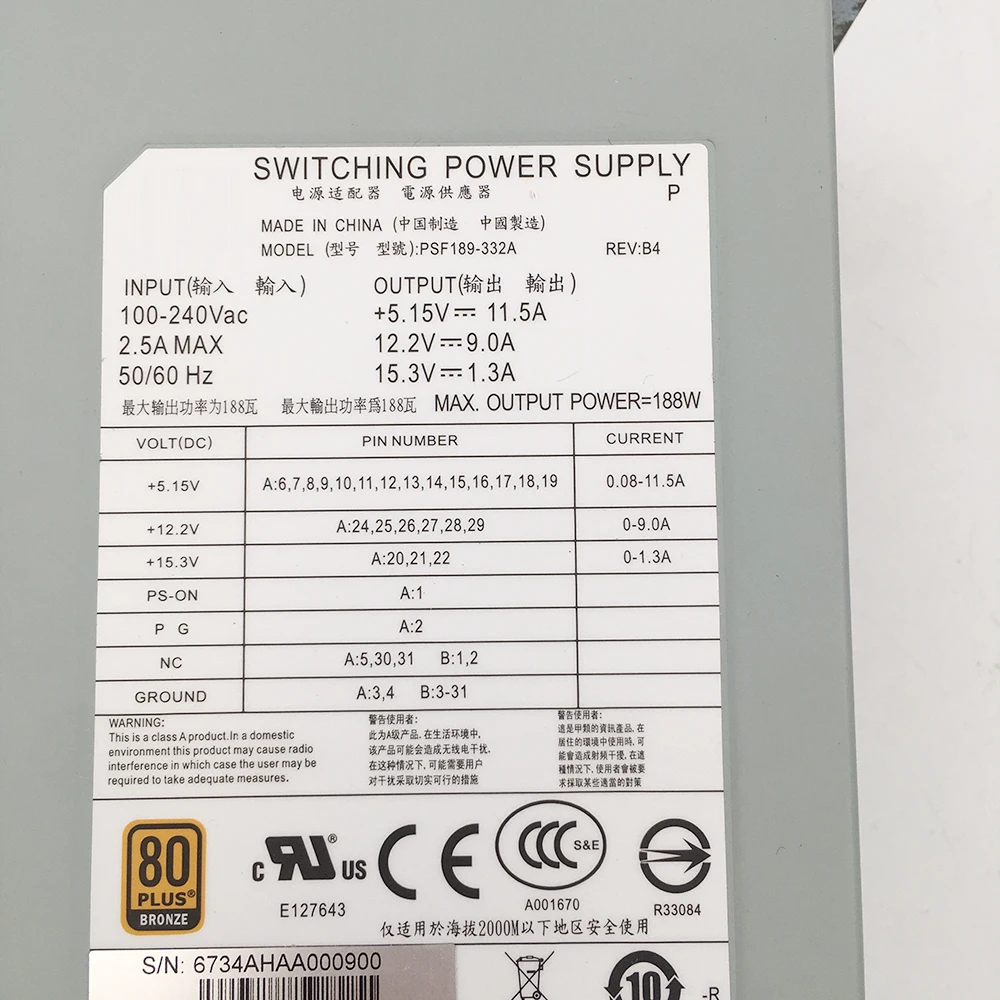 SWITCHING POWER SUPPLY
电源适配器 電源供應器 P
MADE IN CHINA (中国制造 中國製造)
MODEL (型号 型號):PSF189-332A REV:B4
INPUT(输入 輸入) OUTPUT(输出 輸出)
100-240Vac +5.15V⎓ 11.5A
2.5A MAX 12.2V⎓9.0A
50/60 Hz 15.3V⎓1.3A
最大输出功率为188瓦 最大輸出功率爲188瓦 MAX. OUTPUT POWER=188W
VOLT(DC) PIN NUMBER CURRENT
+5.15V A:6,7,8,9,10,11,12,13,14,15,16,17,18,19 0.08-11.5A
+12.2V A:24,25,26,27,28,29 0-9.0A
+15.3V A:20,21,22 0-1.3A
PS-ON A:1
P G A:2
NC A:5,30,31 B:1,2
GROUND A:3,4 B:3-31
WARNING:
This is a class A product. In a domestic
environment this product may cause radio
interference in which case the user may be
required to take adequate measures.
警告使用者:
此为A级产品, 在生活环境中,
该产品可能会造成无线电干扰,
在这种情况下, 可能需要用户
对干扰采取切实可行的措施
警告使用者:
這是甲類的資訊產品, 在
居住的環境中使用時, 可
能會造成射頻干擾, 在這
種情況下, 使用者會被要
求採取某些適當的對策
80
PLUS®
BRONZE
c RU ® US
E127643
CE
CCC S&E
A001670
R33084
仅适用於海拔2000M以下地区安全使用
S/N: 6734AHAA000900
10
-R